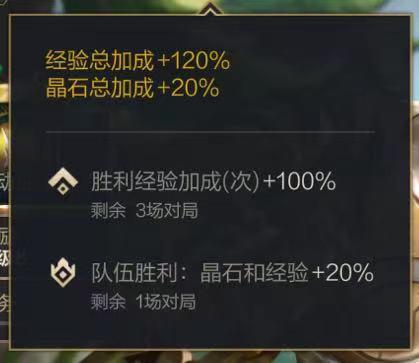 经验总加成+120%
晶石总加成+20%
胜利经验加成(次)+100%
剩余 3场对局
队伍胜利：晶石和经验+20%
剩余 1场对局